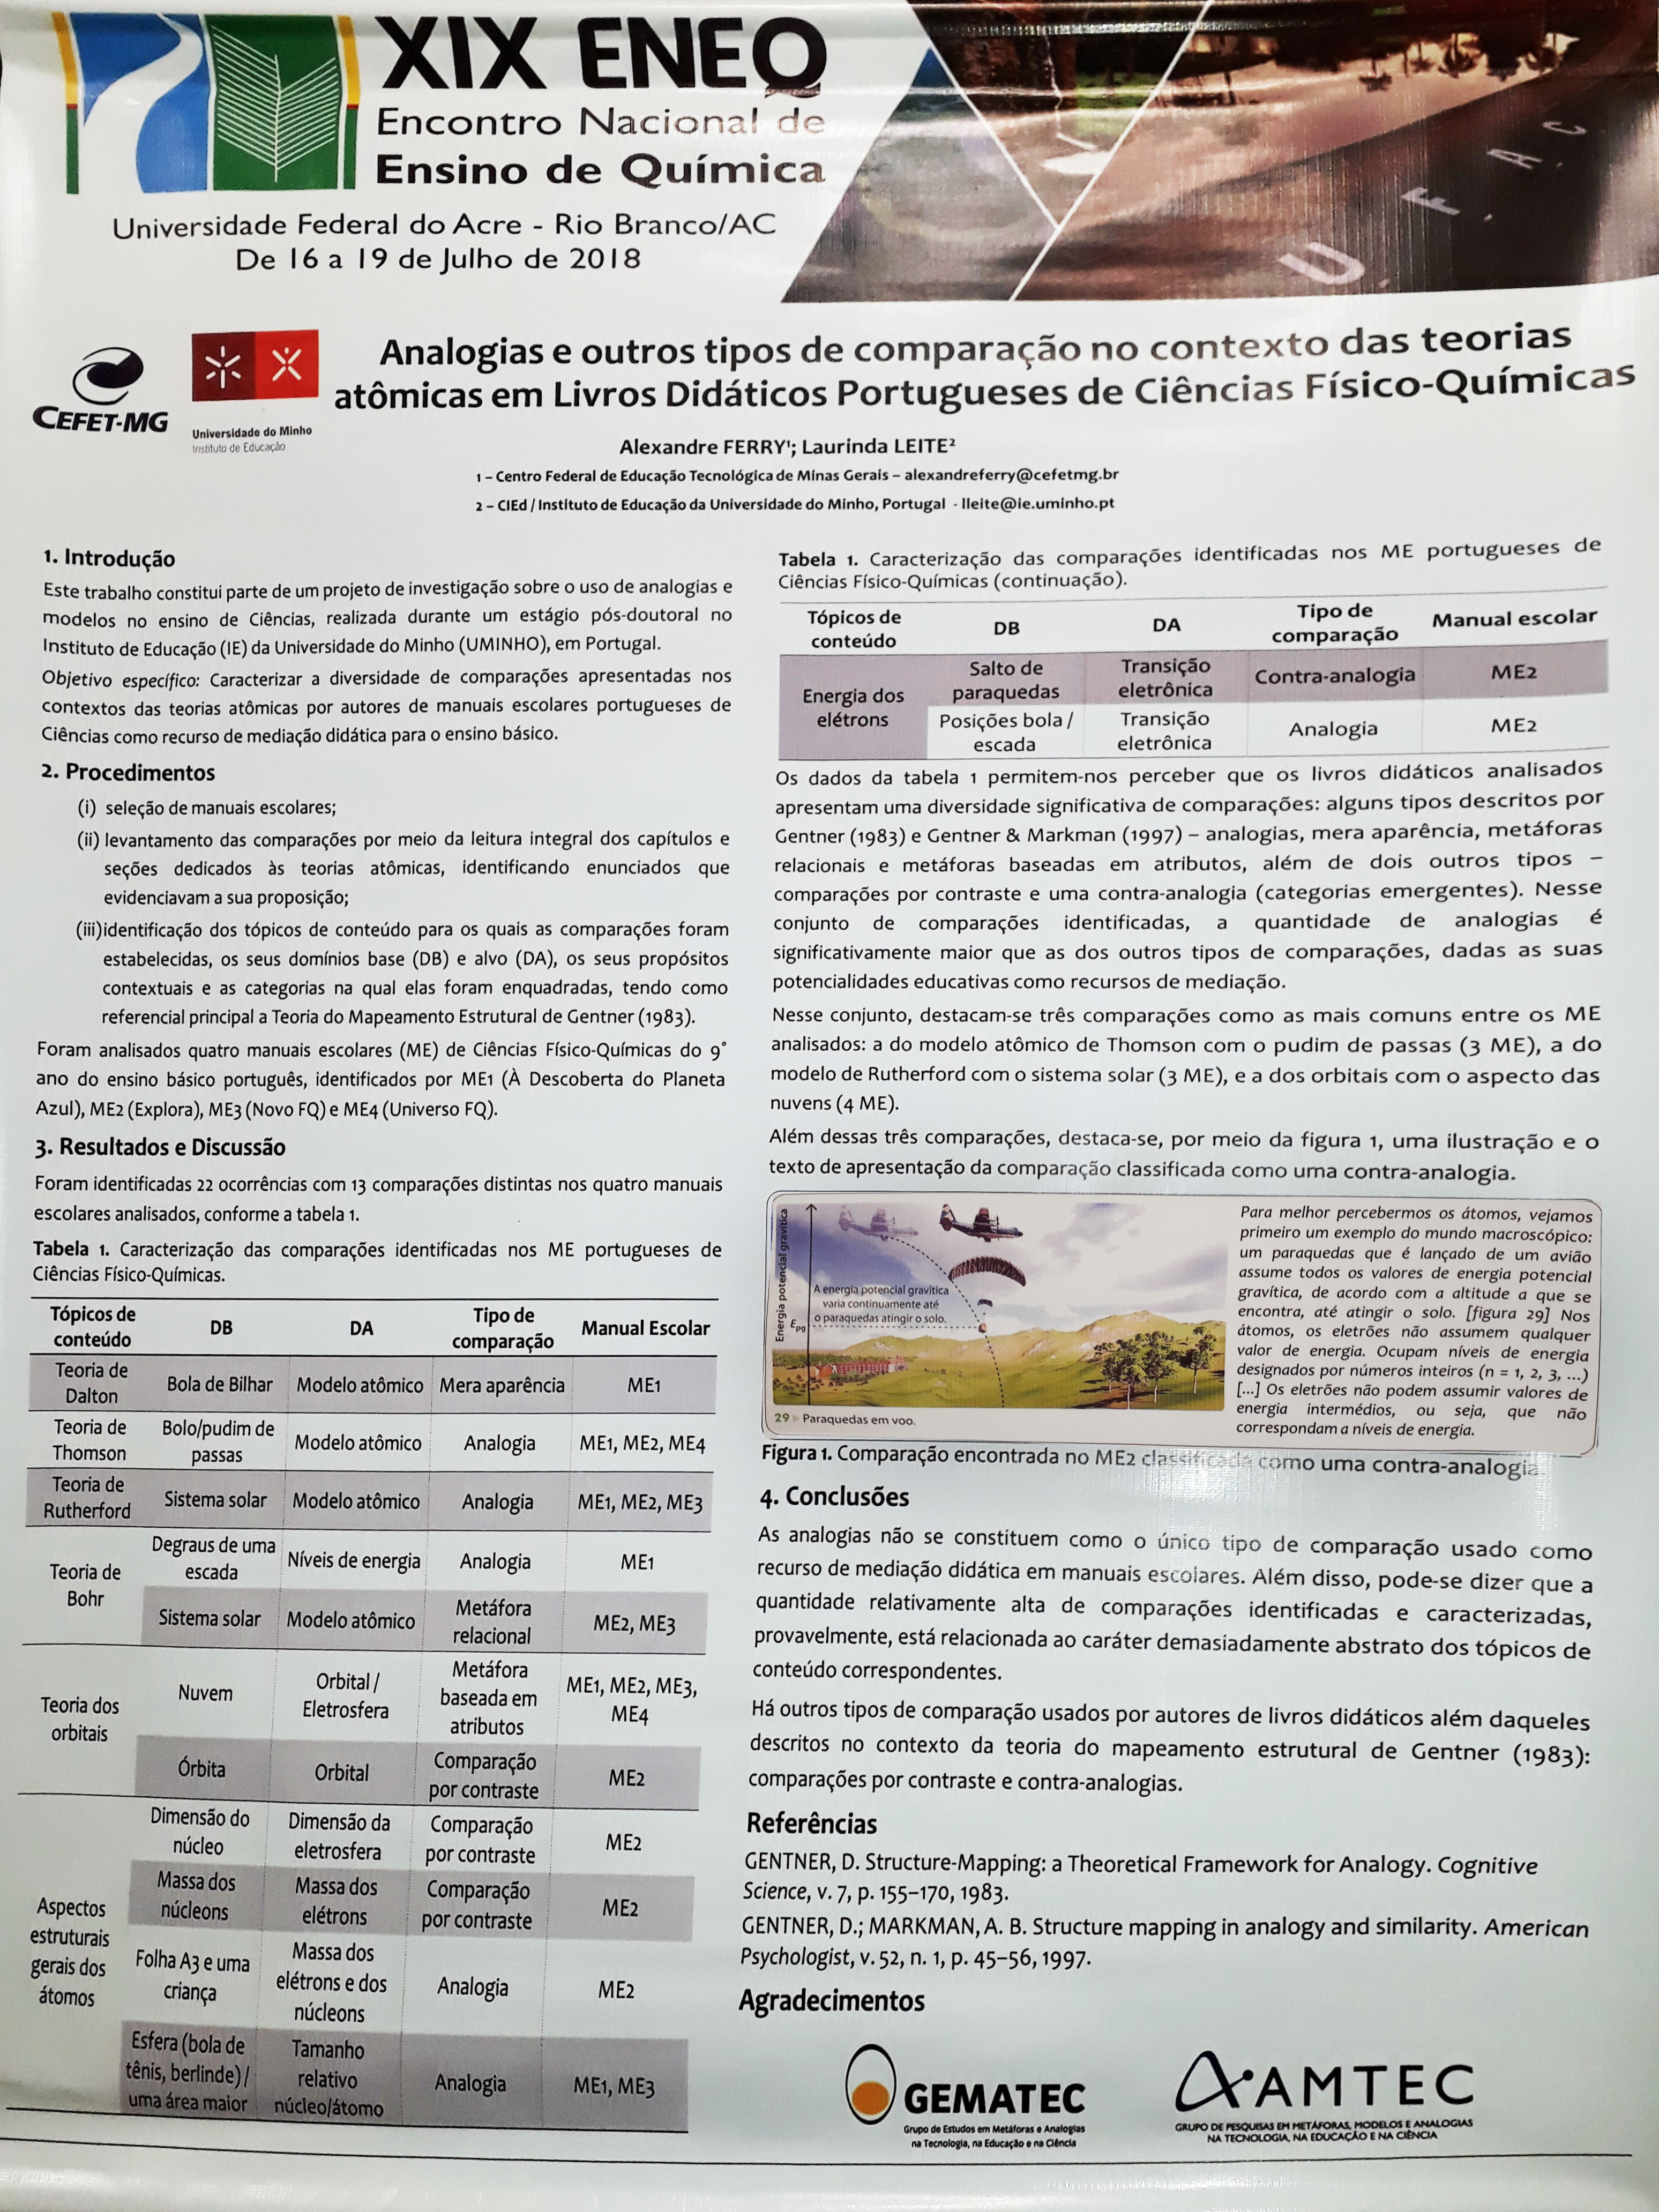 XIX ENEQ
Encontro Nacional de
Ensino de Química
Universidade Federal do Acre - Rio Branco/AC
De 16 a 19 de Julho de 2018
U. F. A. C
CEFET-MG
Universidade do Minho
Instituto de Educação
Analogias e outros tipos de comparação no contexto das teorias
atômicas em Livros Didáticos Portugueses de Ciências Físico-Químicas
Alexandre FERRY¹; Laurinda LEITE²
1 – Centro Federal de Educação Tecnológica de Minas Gerais – alexandreferry@cefetmg.br
2 – CIEd / Instituto de Educação da Universidade do Minho, Portugal - lleite@ie.uminho.pt
1. Introdução
Este trabalho constitui parte de um projeto de investigação sobre o uso de analogias e
modelos no ensino de Ciências, realizada durante um estágio pós-doutoral no
Instituto de Educação (IE) da Universidade do Minho (UMINHO), em Portugal.
Objetivo específico: Caracterizar a diversidade de comparações apresentadas nos
contextos das teorias atômicas por autores de manuais escolares portugueses de
Ciências como recurso de mediação didática para o ensino básico.
2. Procedimentos
(i) seleção de manuais escolares;
(ii) levantamento das comparações por meio da leitura integral dos capítulos e
seções dedicados às teorias atômicas, identificando enunciados que
evidenciavam a sua proposição;
(iii)identificação dos tópicos de conteúdo para os quais as comparações foram
estabelecidas, os seus domínios base (DB) e alvo (DA), os seus propósitos
contextuais e as categorias na qual elas foram enquadradas, tendo como
referencial principal a Teoria do Mapeamento Estrutural de Gentner (1983).
Foram analisados quatro manuais escolares (ME) de Ciências Físico-Químicas do 9°
ano do ensino básico português, identificados por ME1 (À Descoberta do Planeta
Azul), ME2 (Explora), ME3 (Novo FQ) e ME4 (Universo FQ).
3. Resultados e Discussão
Foram identificadas 22 ocorrências com 13 comparações distintas nos quatro manuais
escolares analisados, conforme a tabela 1.
Tabela 1. Caracterização das comparações identificadas nos ME portugueses de
Ciências Físico-Químicas.
Tópicos de conteúdo DB DA Tipo de comparação Manual Escolar
Teoria de Dalton Bola de Bilhar Modelo atômico Mera aparência ME1
Teoria de Thomson Bolo/pudim de passas Modelo atômico Analogia ME1, ME2, ME4
Teoria de Rutherford Sistema solar Modelo atômico Analogia ME1, ME2, ME3
Teoria de Bohr Degraus de uma escada Níveis de energia Analogia ME1
Sistema solar Modelo atômico Metáfora relacional ME2, ME3
Teoria dos orbitais Nuvem Orbital / Eletrosfera Metáfora baseada em atributos ME1, ME2, ME3, ME4
Órbita Orbital Comparação por contraste ME2
Aspectos estruturais gerais dos átomos Dimensão do núcleo Dimensão da eletrosfera Comparação por contraste ME2
Massa dos núcleons Massa dos elétrons Comparação por contraste ME2
Folha A3 e uma criança Massa dos elétrons e dos núcleons Analogia ME2
Esfera (bola de tênis, berlinde) / uma área maior Tamanho relativo núcleo/átomo Analogia ME1, ME3
Tabela 1. Caracterização das comparações identificadas nos ME portugueses de
Ciências Físico-Químicas (continuação).
Tópicos de conteúdo DB DA Tipo de comparação Manual escolar
Energia dos elétrons Salto de paraquedas Transição eletrônica Contra-analogia ME2
Posições bola / escada Transição eletrônica Analogia ME2
Os dados da tabela 1 permitem-nos perceber que os livros didáticos analisados
apresentam uma diversidade significativa de comparações: alguns tipos descritos por
Gentner (1983) e Gentner & Markman (1997) – analogias, mera aparência, metáforas
relacionais e metáforas baseadas em atributos, além de dois outros tipos –
comparações por contraste e uma contra-analogia (categorias emergentes). Nesse
conjunto de comparações identificadas, a quantidade de analogias é
significativamente maior que as dos outros tipos de comparações, dadas as suas
potencialidades educativas como recursos de mediação.
Nesse conjunto, destacam-se três comparações como as mais comuns entre os ME
analisados: a do modelo atômico de Thomson com o pudim de passas (3 ME), a do
modelo de Rutherford com o sistema solar (3 ME), e a dos orbitais com o aspecto das
nuvens (4 ME).
Além dessas três comparações, destaca-se, por meio da figura 1, uma ilustração e o
texto de apresentação da comparação classificada como uma contra-analogia.
Energia potencial gravítica
Epg
A energia potencial gravítica
varia continuamente até
o paraquedas atingir o solo.
29 Paraquedas em voo.
Para melhor percebermos os átomos, vejamos
primeiro um exemplo do mundo macroscópico:
um paraquedas que é lançado de um avião
assume todos os valores de energia potencial
gravítica, de acordo com a altitude a que se
encontra, até atingir o solo. [figura 29] Nos
átomos, os eletrões não assumem qualquer
valor de energia. Ocupam níveis de energia
designados por números inteiros (n = 1, 2, 3, ...)
[...] Os eletrões não podem assumir valores de
energia intermédios, ou seja, que não
correspondam a níveis de energia.
Figura 1. Comparação encontrada no ME2 classificada como uma contra-analogia
4. Conclusões
As analogias não se constituem como o único tipo de comparação usado como
recurso de mediação didática em manuais escolares. Além disso, pode-se dizer que a
quantidade relativamente alta de comparações identificadas e caracterizadas,
provavelmente, está relacionada ao caráter demasiadamente abstrato dos tópicos de
conteúdo correspondentes.
Há outros tipos de comparação usados por autores de livros didáticos além daqueles
descritos no contexto da teoria do mapeamento estrutural de Gentner (1983):
comparações por contraste e contra-analogias.
Referências
GENTNER, D. Structure-Mapping: a Theoretical Framework for Analogy. Cognitive
Science, v. 7, p. 155–170, 1983.
GENTNER, D.; MARKMAN, A. B. Structure mapping in analogy and similarity. American
Psychologist, v. 52, n. 1, p. 45–56, 1997.
Agradecimentos
GEMATEC
Grupo de Estudos em Metáforas e Analogias
na Tecnologia, na Educação e na Ciência
AMTEC
GRUPO DE PESQUISAS EM METÁFORAS, MODELOS E ANALOGIAS
NA TECNOLOGIA, NA EDUCAÇÃO E NA CIÊNCIA